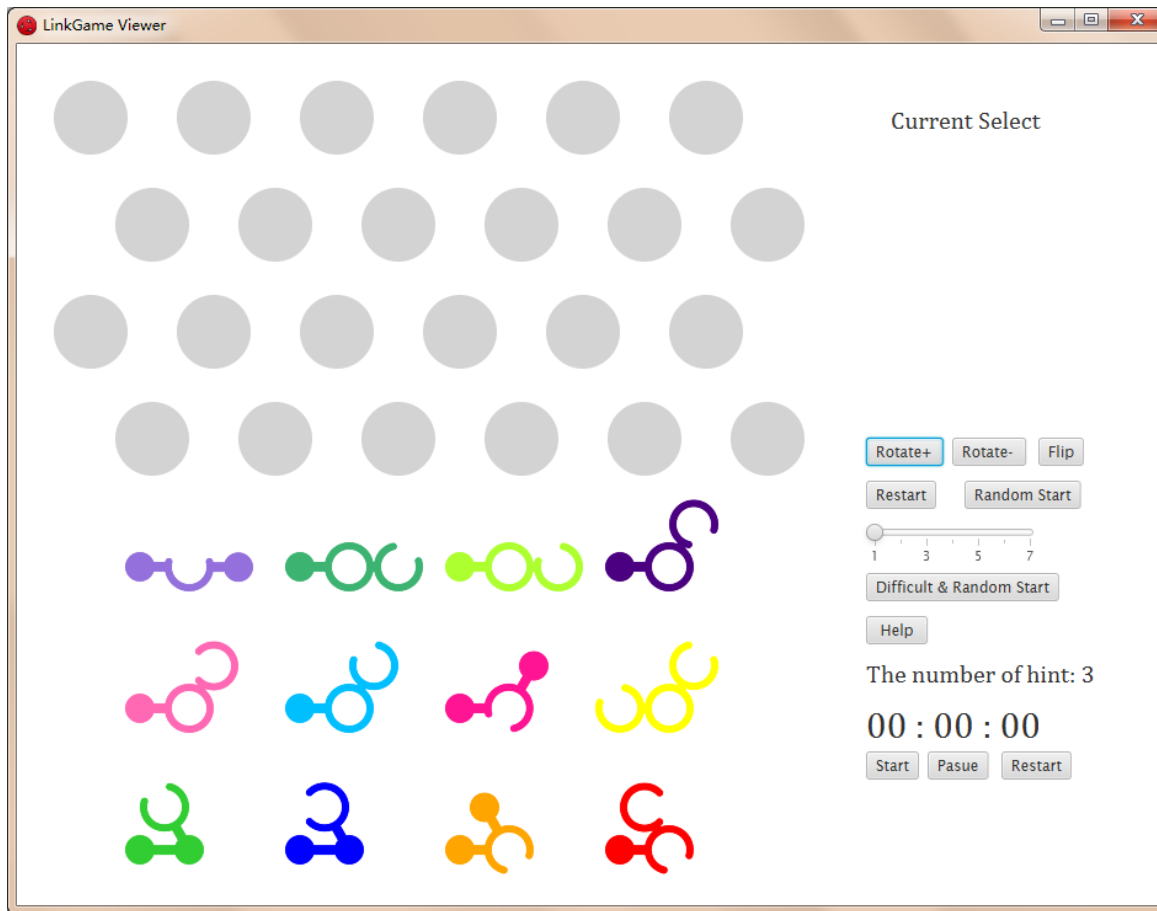 LinkGame Viewer
Current Select
Rotate+ Rotate- Flip
Restart Random Start
1 3 5 7
Difficult & Random Start
Help
The number of hint: 3
00 : 00 : 00
Start Pasue Restart